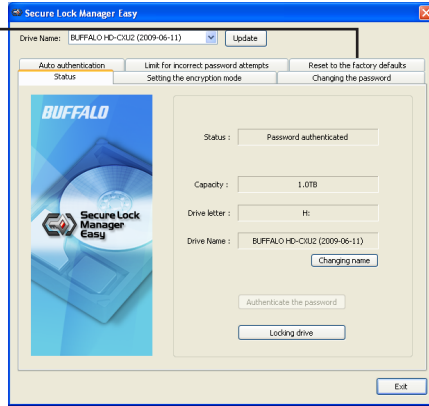 Secure Lock Manager Easy
Drive Name: BUFFALO HD-CXU2 (2009-06-11) Update
Auto authentication Limit for incorrect password attempts Reset to the factory defaults
Status Setting the encryption mode Changing the password
BUFFALO
Secure Lock
Manager
Easy
Status : Password authenticated
Capacity : 1.0TB
Drive letter : H:
Drive Name : BUFFALO HD-CXU2 (2009-06-11)
Changing name
Authenticate the password
Locking drive
Exit